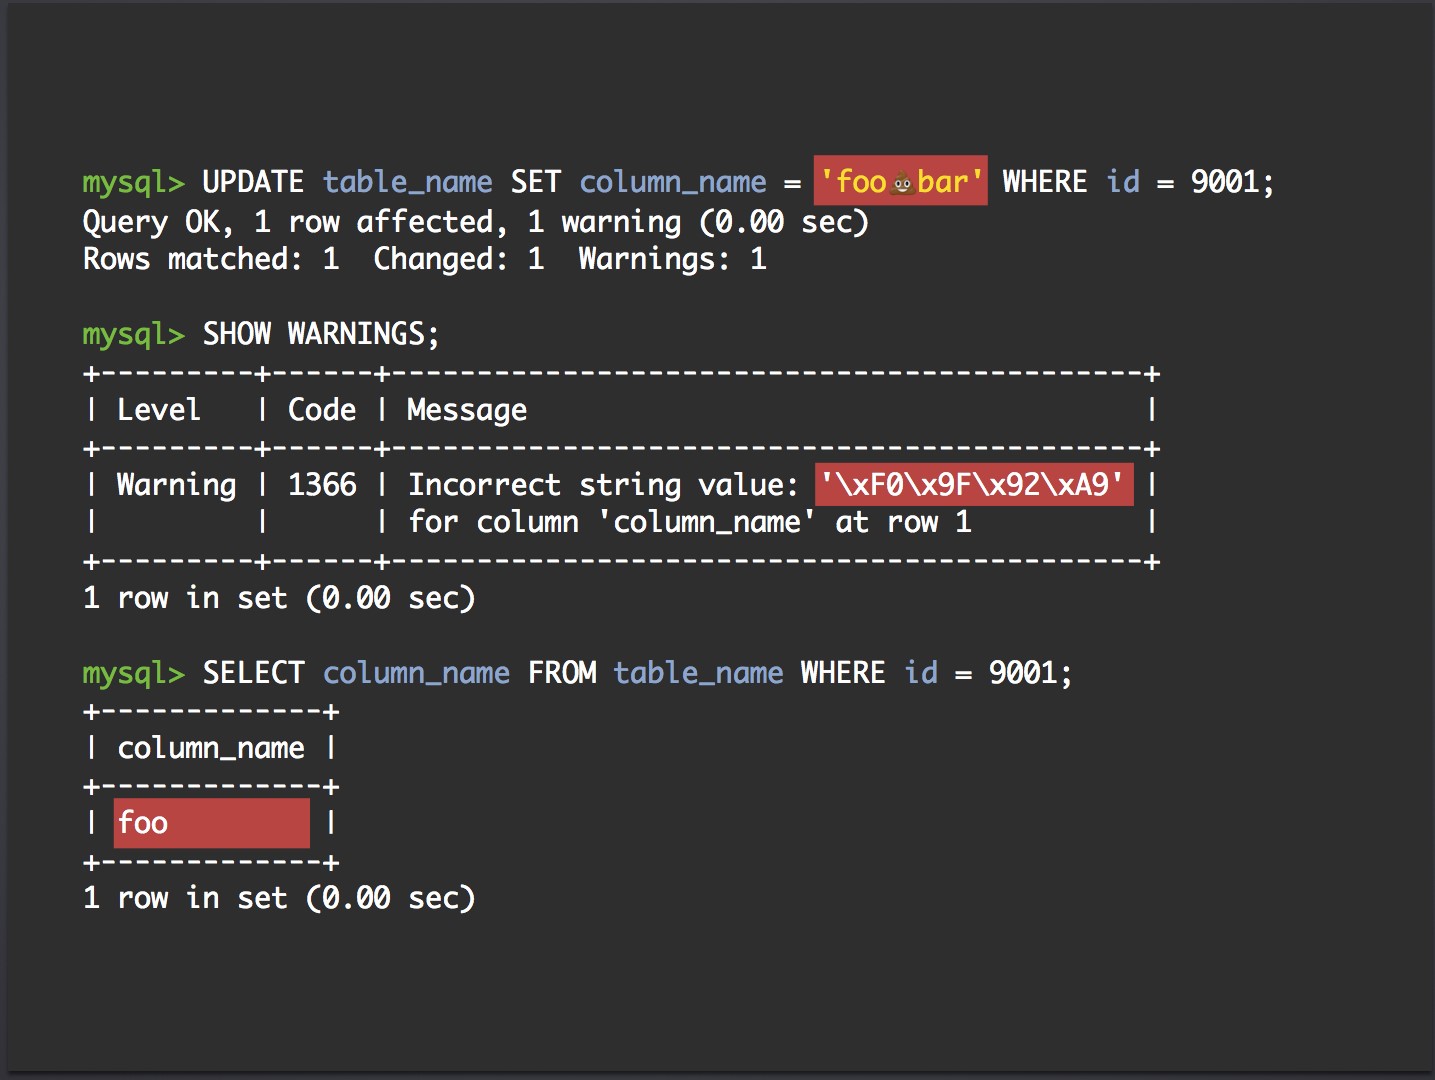 mysql> UPDATE table_name SET column_name = 'foo💩bar' WHERE id = 9001;
Query OK, 1 row affected, 1 warning (0.00 sec)
Rows matched: 1  Changed: 1  Warnings: 1
mysql> SHOW WARNINGS;
+---------+------+--------------------------------------------+
| Level   | Code | Message                                    |
+---------+------+--------------------------------------------+
| Warning | 1366 | Incorrect string value: '\xF0\x9F\x92\xA9' |
|         |      | for column 'column_name' at row 1          |
+---------+------+--------------------------------------------+
1 row in set (0.00 sec)
mysql> SELECT column_name FROM table_name WHERE id = 9001;
+-------------+
| column_name |
+-------------+
| foo         |
+-------------+
1 row in set (0.00 sec)